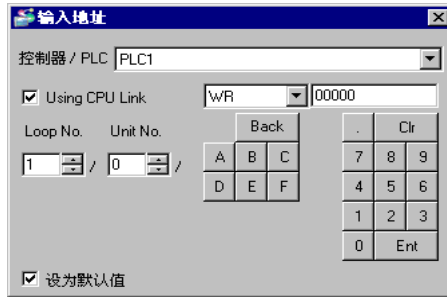 输入地址
控制器 / PLC PLC1
Using CPU Link WR 00000
Loop No. Unit No. Back . Clr
1 / 0 / A B C 7 8 9
D E F 4 5 6
1 2 3
0 Ent
设为默认值